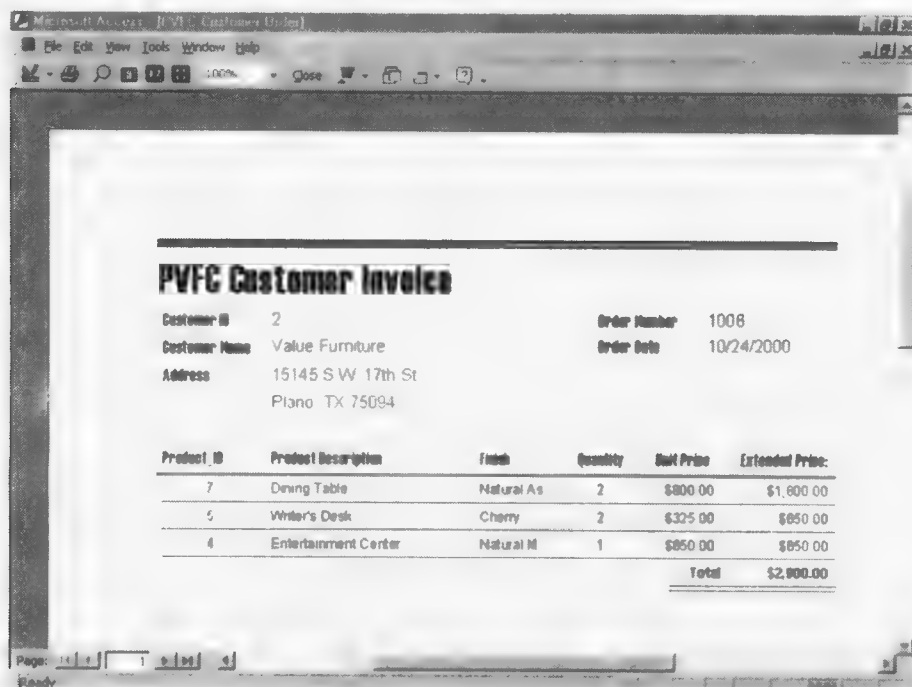 Microsoft Access - [PVFC Customer Order]
File Edit View Tools Window Help
100% Close
PVFC Customer Invoice
Customer ID 2 Order Number 1006
Customer Name Value Furniture Order Date 10/24/2000
Address 15145 S.W. 17th St
Plano TX 75094
Product_ID Product Description Finish Quantity Unit Price Extended Price:
7 Dining Table Natural As 2 $800.00 $1,600.00
5 Writer's Desk Cherry 2 $325.00 $650.00
4 Entertainment Center Natural M 1 $650.00 $650.00
Total $2,900.00
Page: 1
Ready